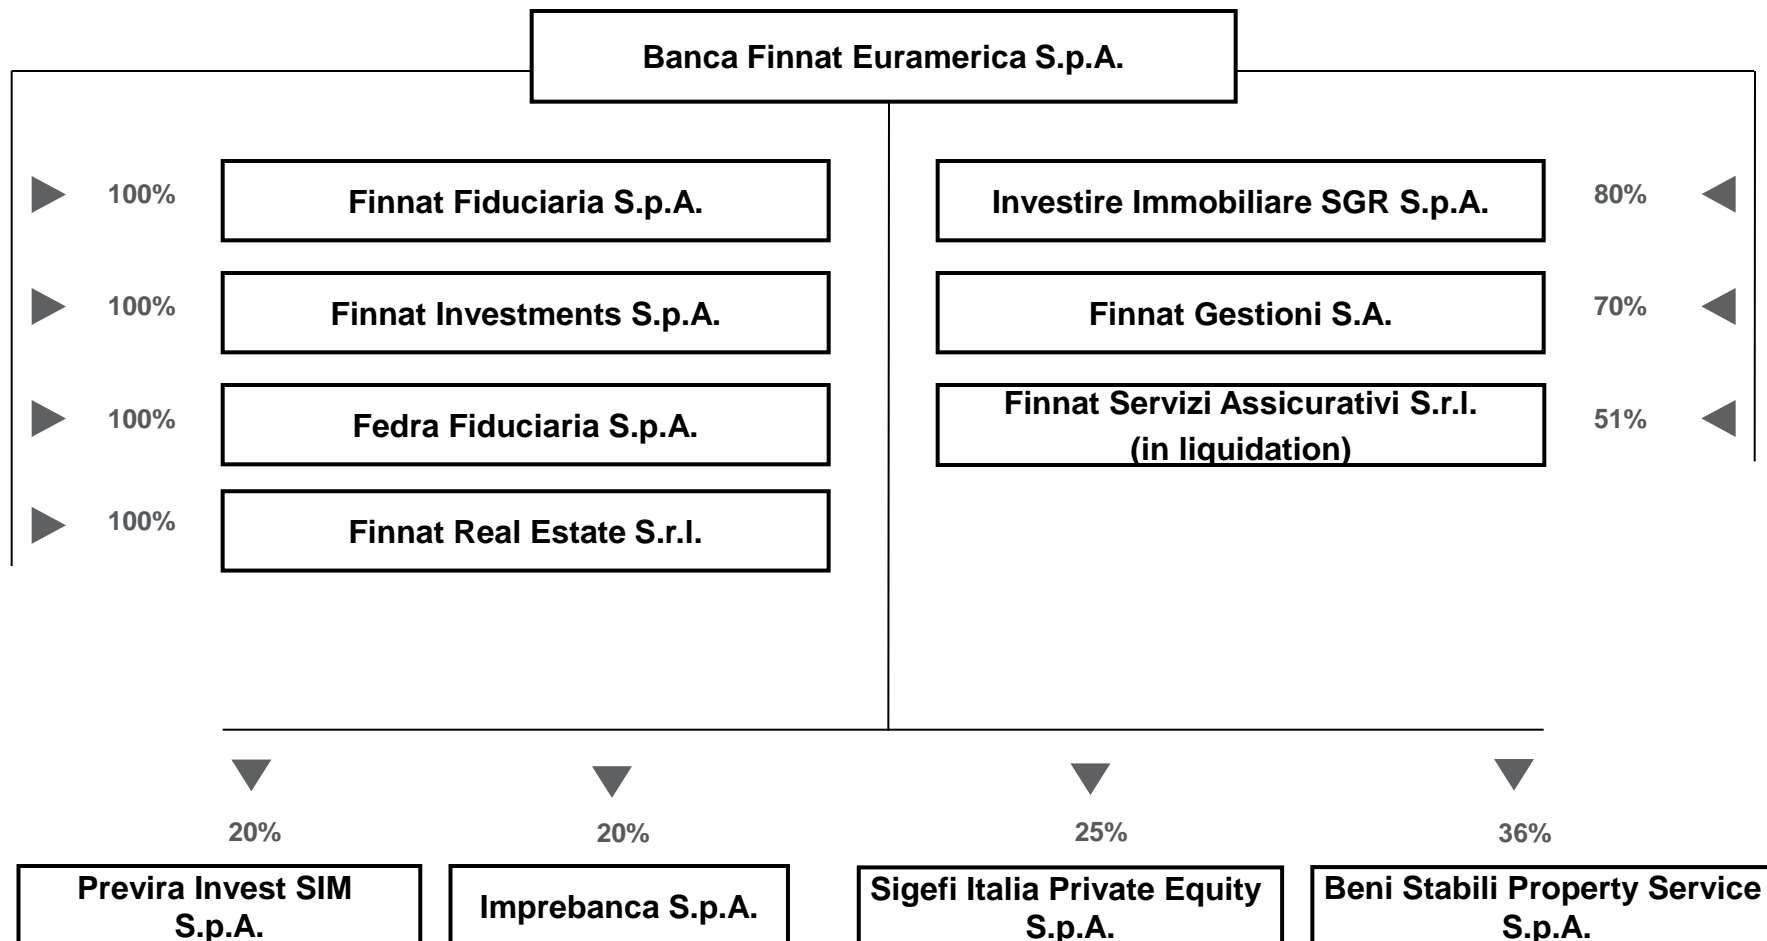 Banca Finnat Euramerica S.p.A.
100%
Finnat Fiduciaria S.p.A.
Investire Immobiliare SGR S.p.A.
80%
100%
Finnat Investments S.p.A.
Finnat Gestioni S.A.
70%
100%
Fedra Fiduciaria S.p.A.
Finnat Servizi Assicurativi S.r.l.
(in liquidation)
51%
100%
Finnat Real Estate S.r.l.
20%
20%
25%
36%
Previra Invest SIM
S.p.A.
Imprebanca S.p.A.
Sigefi Italia Private Equity
S.p.A.
Beni Stabili Property Service
S.p.A.